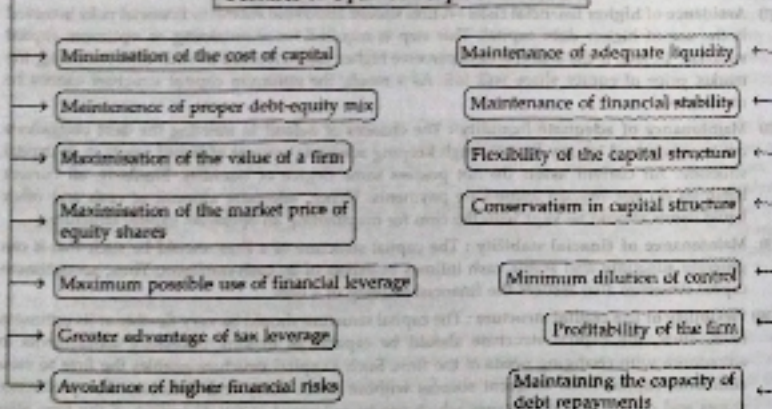 Minimisation of the cost of capital
Maintenance of proper debt-equity mix
Maximisation of the value of a firm
Maximisation of the market price of
equity shares
Maximum possible use of financial leverage
Greater advantage of tax leverage
Avoidance of higher financial risks
Maintenance of adequate liquidity
Maintenance of financial stability
Flexibility of the capital structure
Conservatism in capital structure
Minimum dilution of control
Profitability of the firm
Maintaining the capacity of
debt repayments